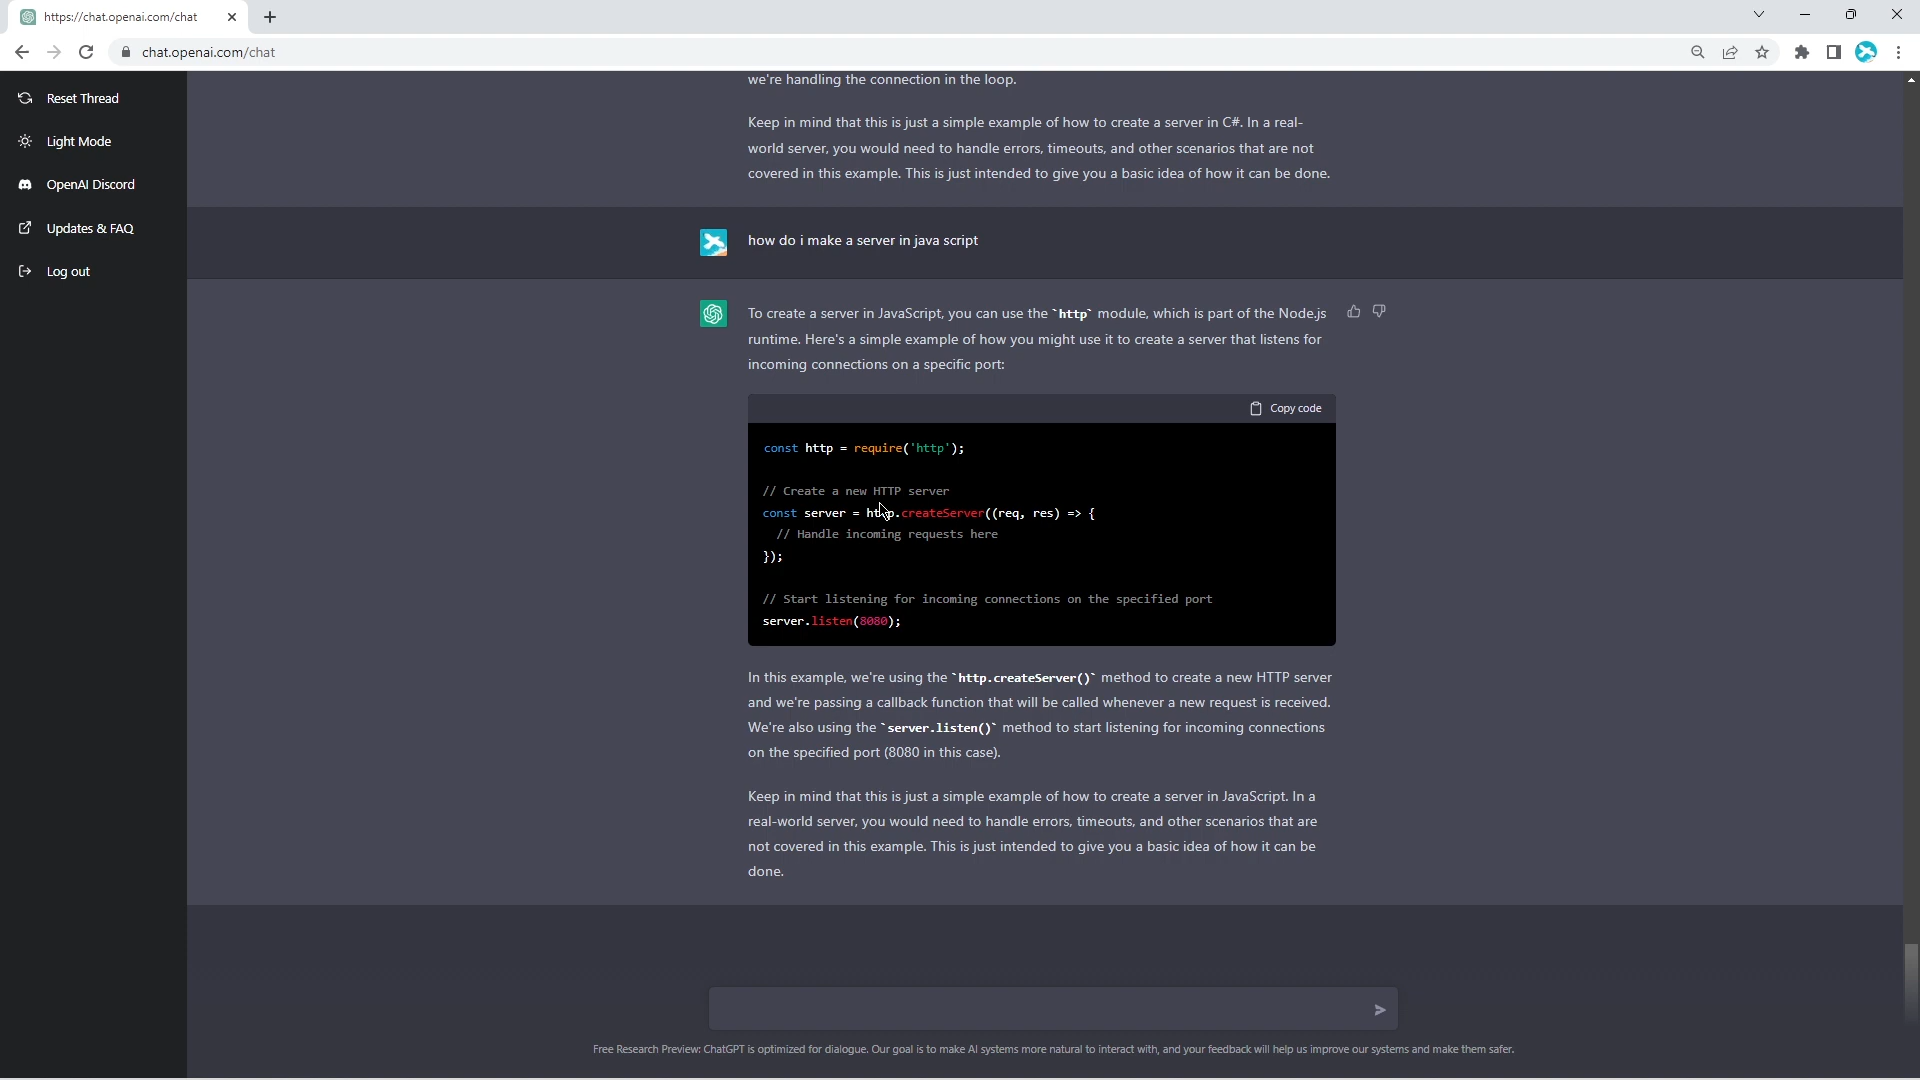 https://chat.openai.com/chat
chat.openai.com/chat
Reset Thread
Light Mode
OpenAI Discord
Updates & FAQ
Log out
we're handling the connection in the loop.
Keep in mind that this is just a simple example of how to create a server in C#. In a real-
world server, you would need to handle errors, timeouts, and other scenarios that are not
covered in this example. This is just intended to give you a basic idea of how it can be done.
how do i make a server in java script
To create a server in JavaScript, you can use the `http` module, which is part of the Node.js
runtime. Here's a simple example of how you might use it to create a server that listens for
incoming connections on a specific port:
Copy code
const http = require('http');
// Create a new HTTP server
const server = http.createServer((req, res) => {
// Handle incoming requests here
});
// Start listening for incoming connections on the specified port
server.listen(8080);
In this example, we're using the `http.createServer()` method to create a new HTTP server
and we're passing a callback function that will be called whenever a new request is received.
We're also using the `server.listen()` method to start listening for incoming connections
on the specified port (8080 in this case).
Keep in mind that this is just a simple example of how to create a server in JavaScript. In a
real-world server, you would need to handle errors, timeouts, and other scenarios that are
not covered in this example. This is just intended to give you a basic idea of how it can be
done.
Free Research Preview: ChatGPT is optimized for dialogue. Our goal is to make AI systems more natural to interact with, and your feedback will help us improve our systems and make them safer.